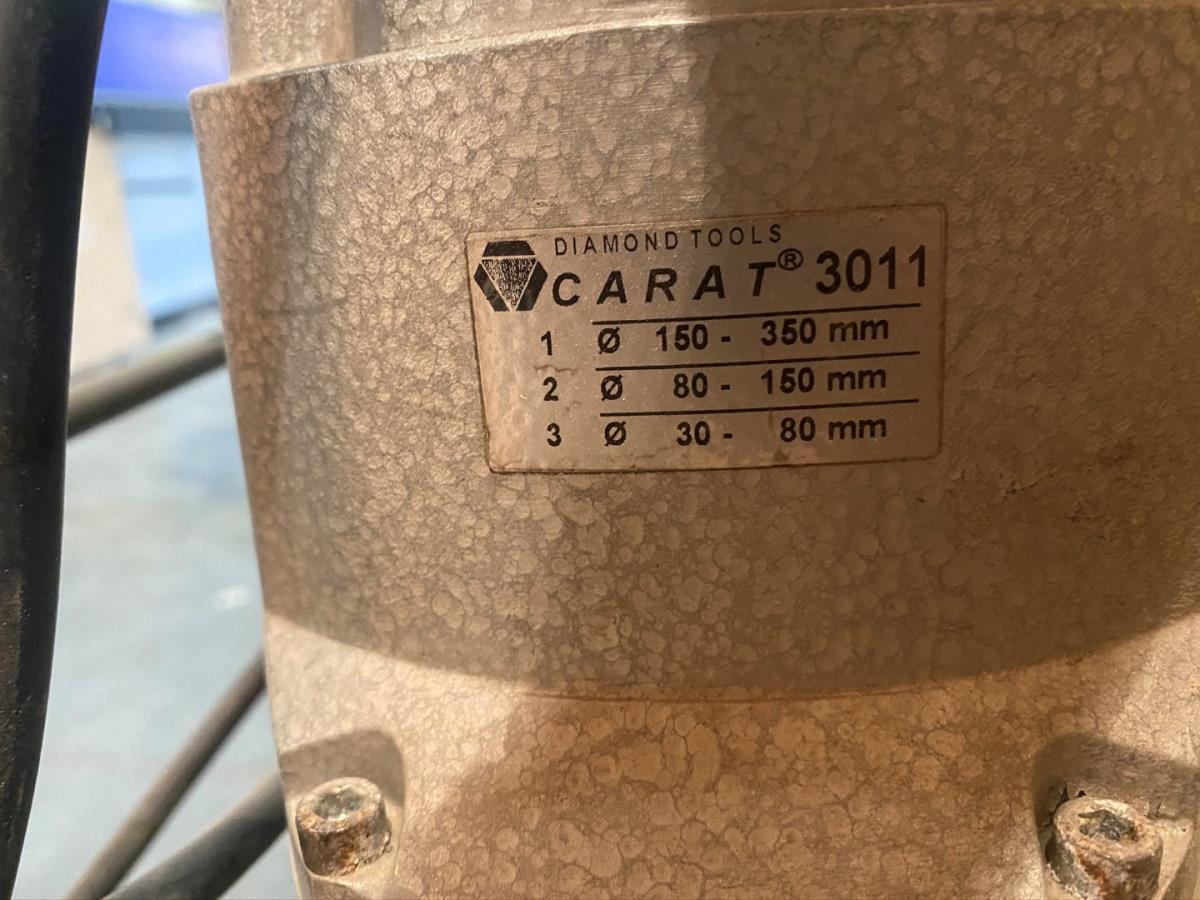 DIAMOND TOOLS
CARAT® 3011
1 Ø 150 - 350 mm
2 Ø 80 - 150 mm
3 Ø 30 - 80 mm